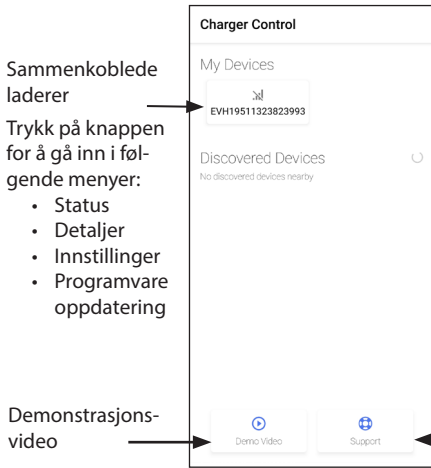 Charger Control
My Devices
EVH19511323823993
Discovered Devices
No discovered devices nearby
Sammenkoblede
laderer
Trykk på knappen
for å gå inn i føl-
gende menyer:
• Status
• Detaljer
• Innstillinger
• Programvare
oppdatering
Demonstrasjons-
video
Demo Video
Support